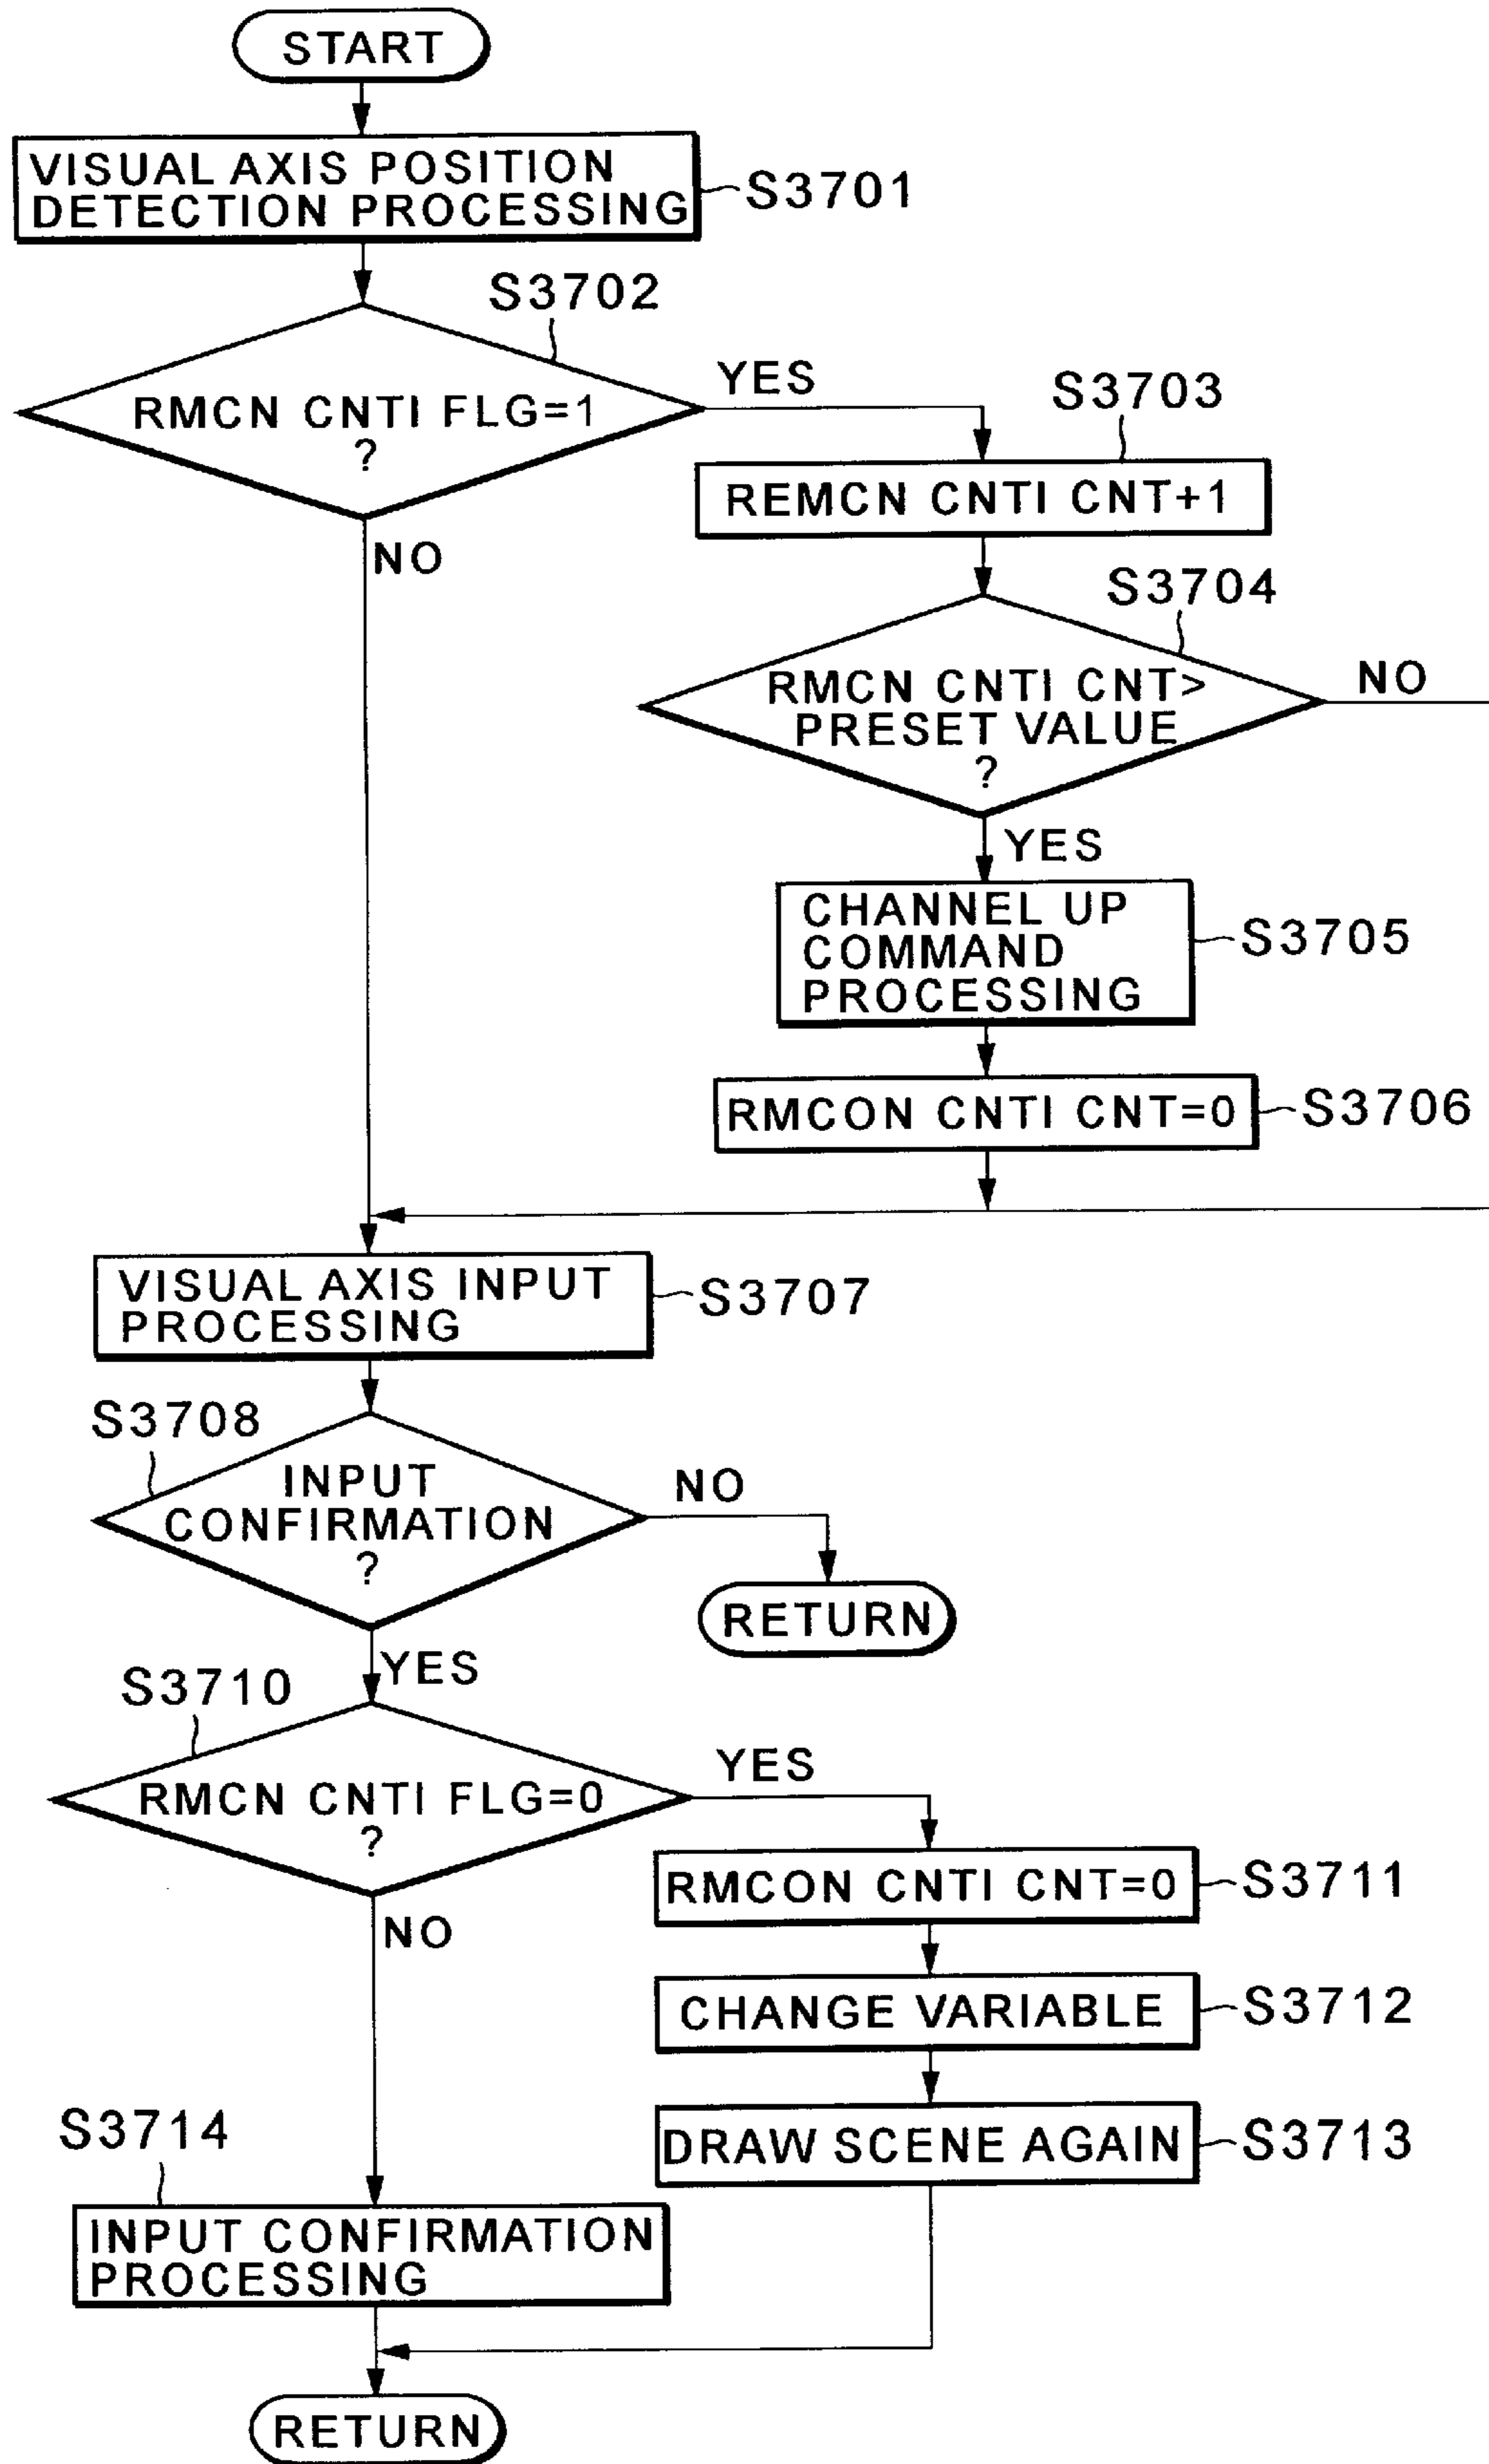 START
VISUAL AXIS POSITION
DETECTION PROCESSING
S3701
S3702
RMCN CNTI FLG=1
?
YES
NO
S3703
REMCN CNTI CNT+1
S3704
RMCN CNTI CNT>
PRESET VALUE
?
NO
YES
CHANNEL UP
COMMAND
PROCESSING
S3705
RMCON CNTI CNT=0
S3706
VISUAL AXIS INPUT
PROCESSING
S3707
S3708
INPUT
CONFIRMATION
?
NO
RETURN
YES
S3710
RMCN CNTI FLG=0
?
YES
NO
RMCON CNTI CNT=0
S3711
CHANGE VARIABLE
S3712
DRAW SCENE AGAIN
S3713
S3714
INPUT CONFIRMATION
PROCESSING
RETURN